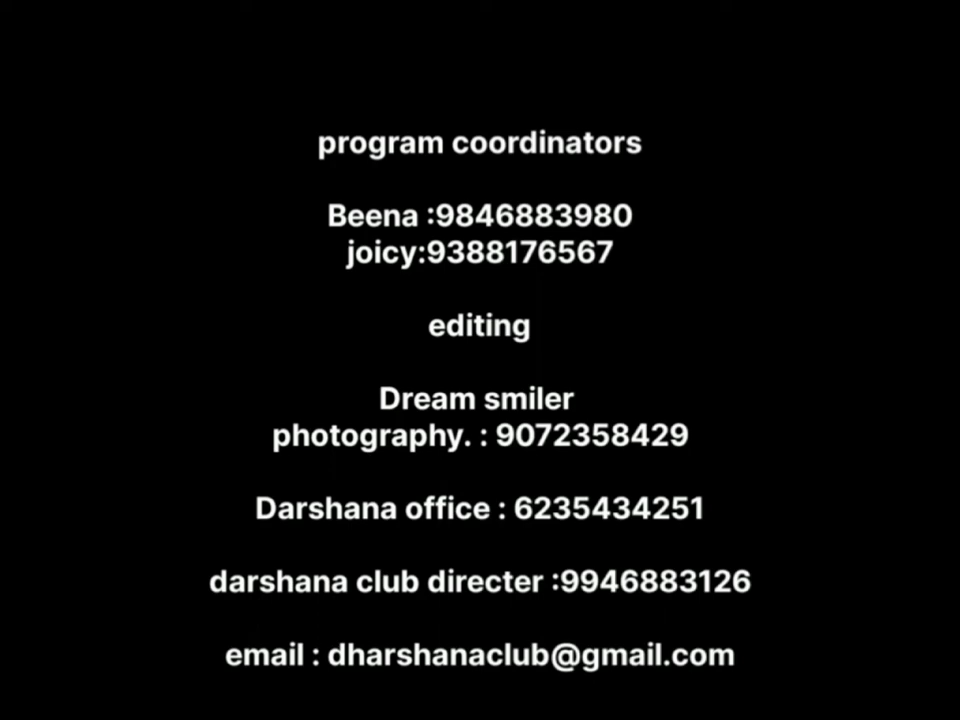 program coordinators
Beena :9846883980
joicy:9388176567
editing
Dream smiler
photography. : 9072358429
Darshana office : 6235434251
darshana club directer :9946883126
email : dharshanaclub@gmail.com